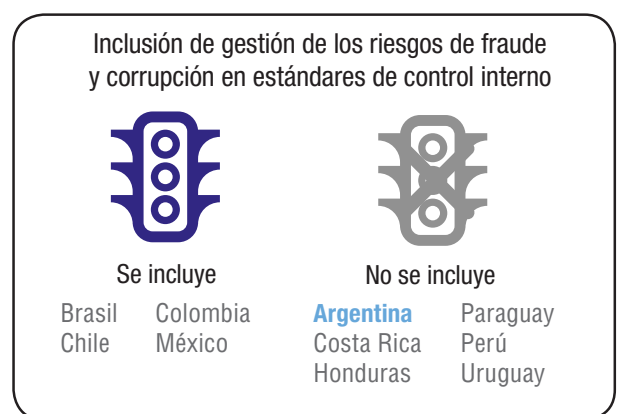 Inclusión de gestión de los riesgos de fraude
y corrupción en estándares de control interno
Se incluye
Brasil Colombia
Chile México
No se incluye
Argentina Paraguay
Costa Rica Perú
Honduras Uruguay